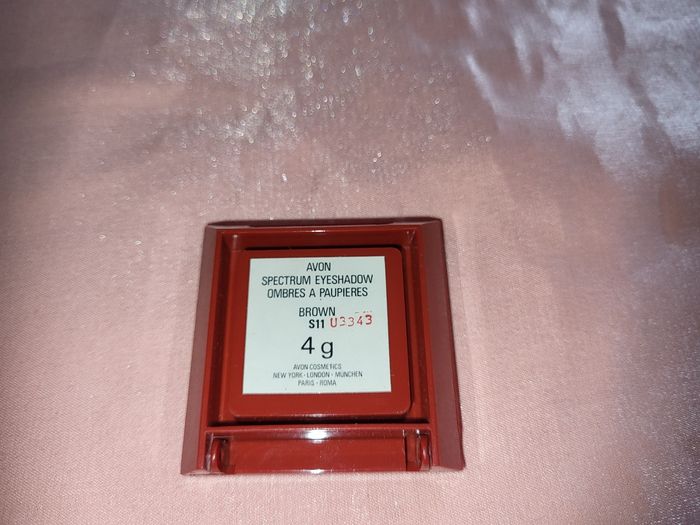 AVON
SPECTRUM EYESHADOW
OMBRES A PAUPIERES
BROWN
S11 U3343
4 g
AVON COSMETICS
NEW YORK · LONDON · MUNCHEN
PARIS · ROMA